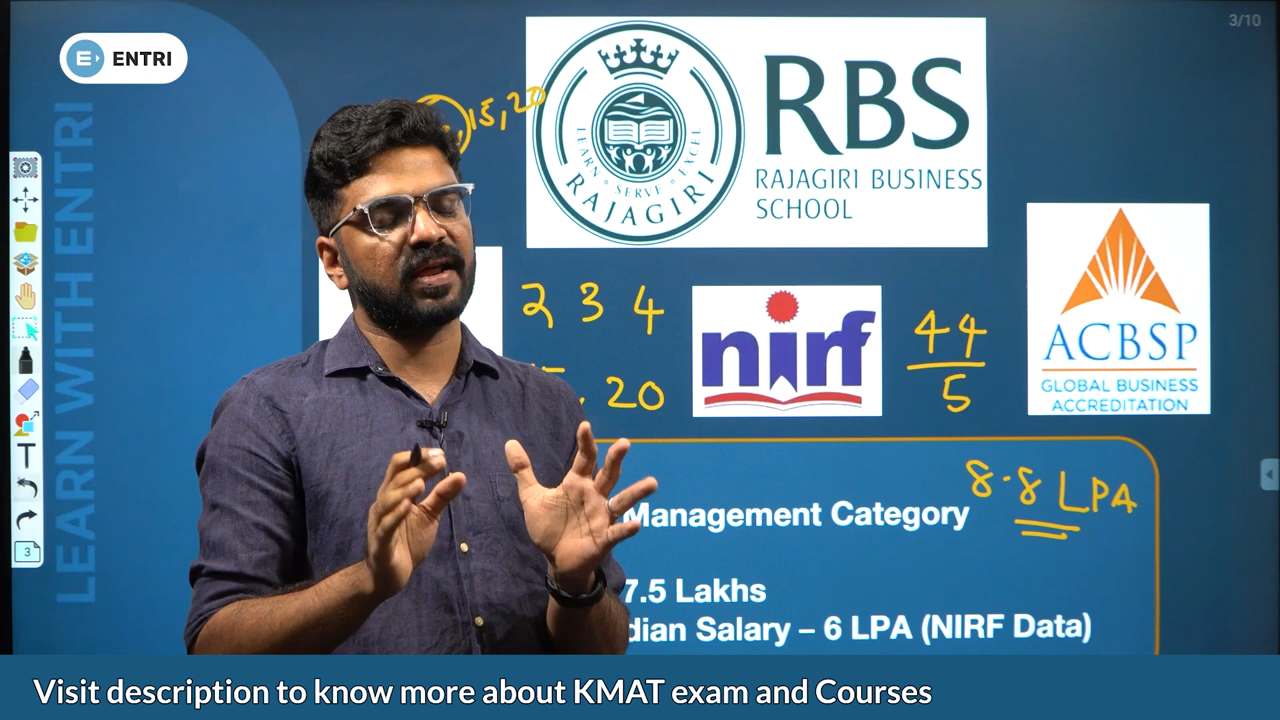 3/10
ENTRI
15, 20
RBS
RAJAGIRI BUSINESS
SCHOOL
LEARN • SERVE • EXCEL
RAJAGIRI
LEARN WITH ENTRI
2 3 4
nirf
44
5
20
ACBSP
GLOBAL BUSINESS
ACCREDITATION
8.8 LPA
Management Category
7.5 Lakhs
dian Salary – 6 LPA (NIRF Data)
T
3
Visit description to know more about KMAT exam and Courses